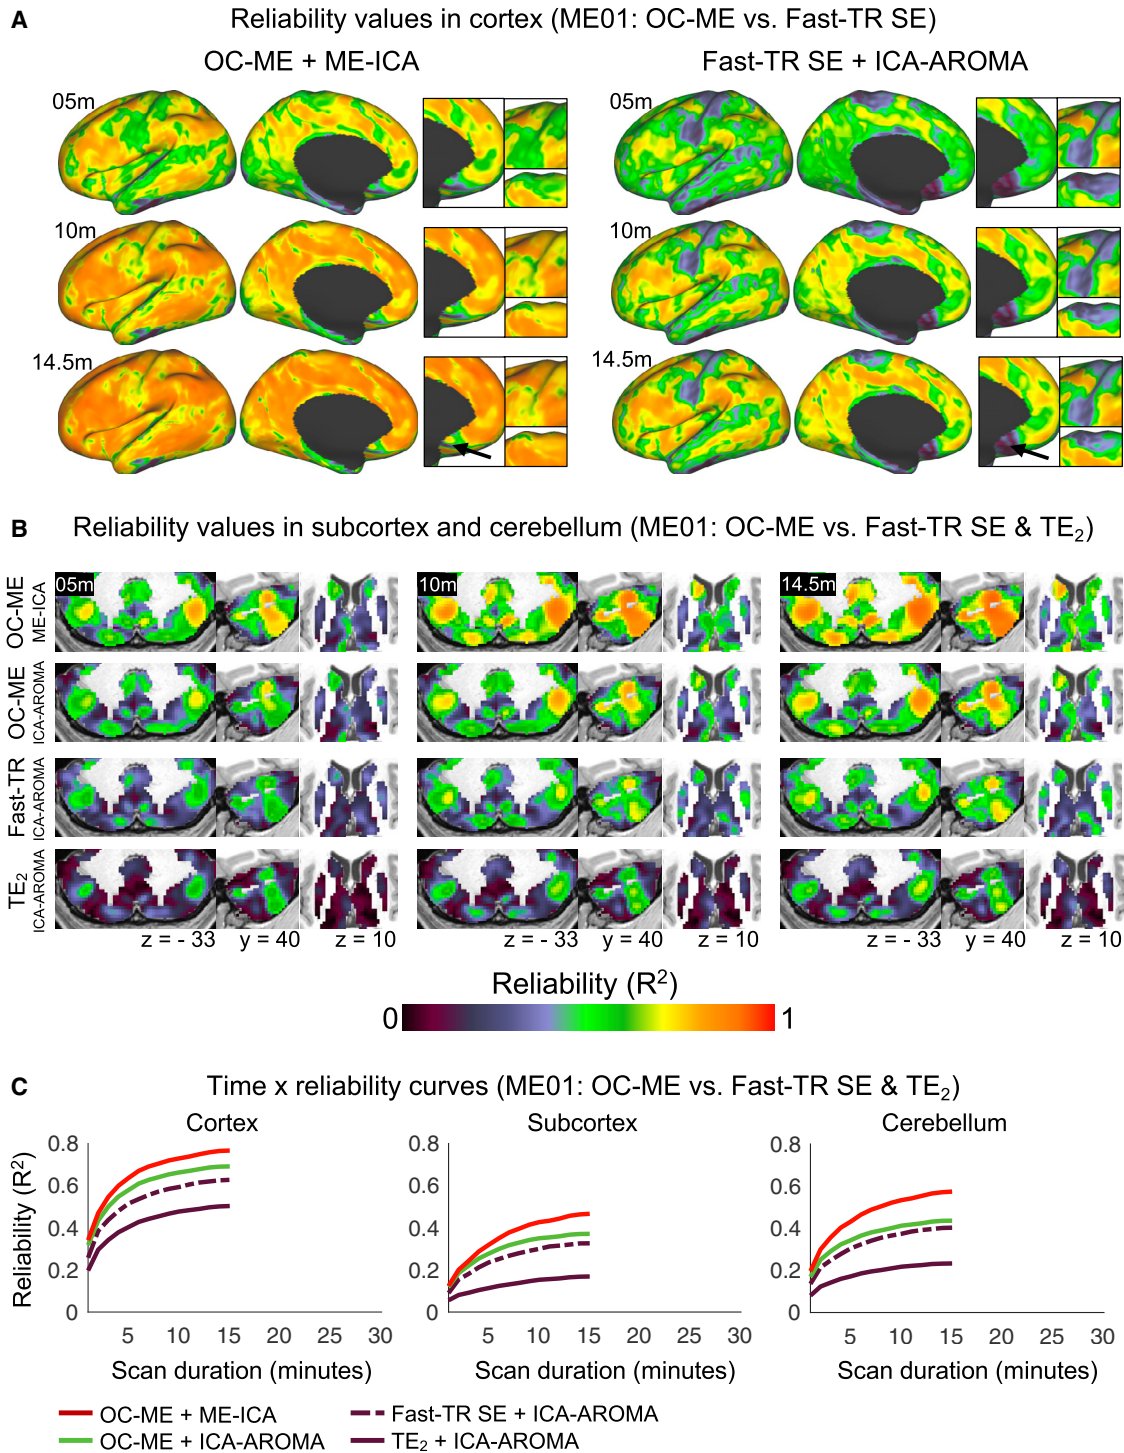 A Reliability values in cortex (ME01: OC-ME vs. Fast-TR SE)
OC-ME + ME-ICA Fast-TR SE + ICA-AROMA
05m 05m
10m 10m
14.5m 14.5m
B Reliability values in subcortex and cerebellum (ME01: OC-ME vs. Fast-TR SE & TE₂)
05m 10m 14.5m
OC-ME
ME-ICA
OC-ME
ICA-AROMA
Fast-TR
ICA-AROMA
TE₂
ICA-AROMA
z = - 33 y = 40 z = 10 z = - 33 y = 40 z = 10 z = - 33 y = 40 z = 10
Reliability (R²)
0 1
C Time x reliability curves (ME01: OC-ME vs. Fast-TR SE & TE₂)
Cortex Subcortex Cerebellum
Reliability (R²)
0.8 0.8 0.8
0.6 0.6 0.6
0.4 0.4 0.4
0.2 0.2 0.2
0 0 0
5 10 15 20 25 30 5 10 15 20 25 30 5 10 15 20 25 30
Scan duration (minutes) Scan duration (minutes) Scan duration (minutes)
OC-ME + ME-ICA Fast-TR SE + ICA-AROMA
OC-ME + ICA-AROMA TE₂ + ICA-AROMA